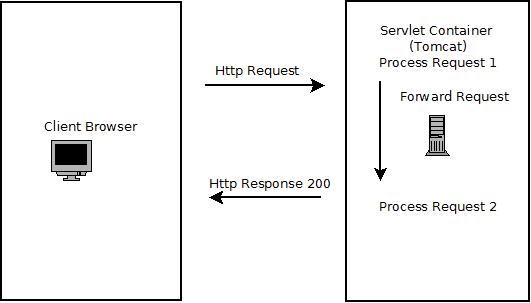 Client Browser
Http Request
Http Response 200
Servlet Container
(Tomcat)
Process Request 1
Forward Request
Process Request 2